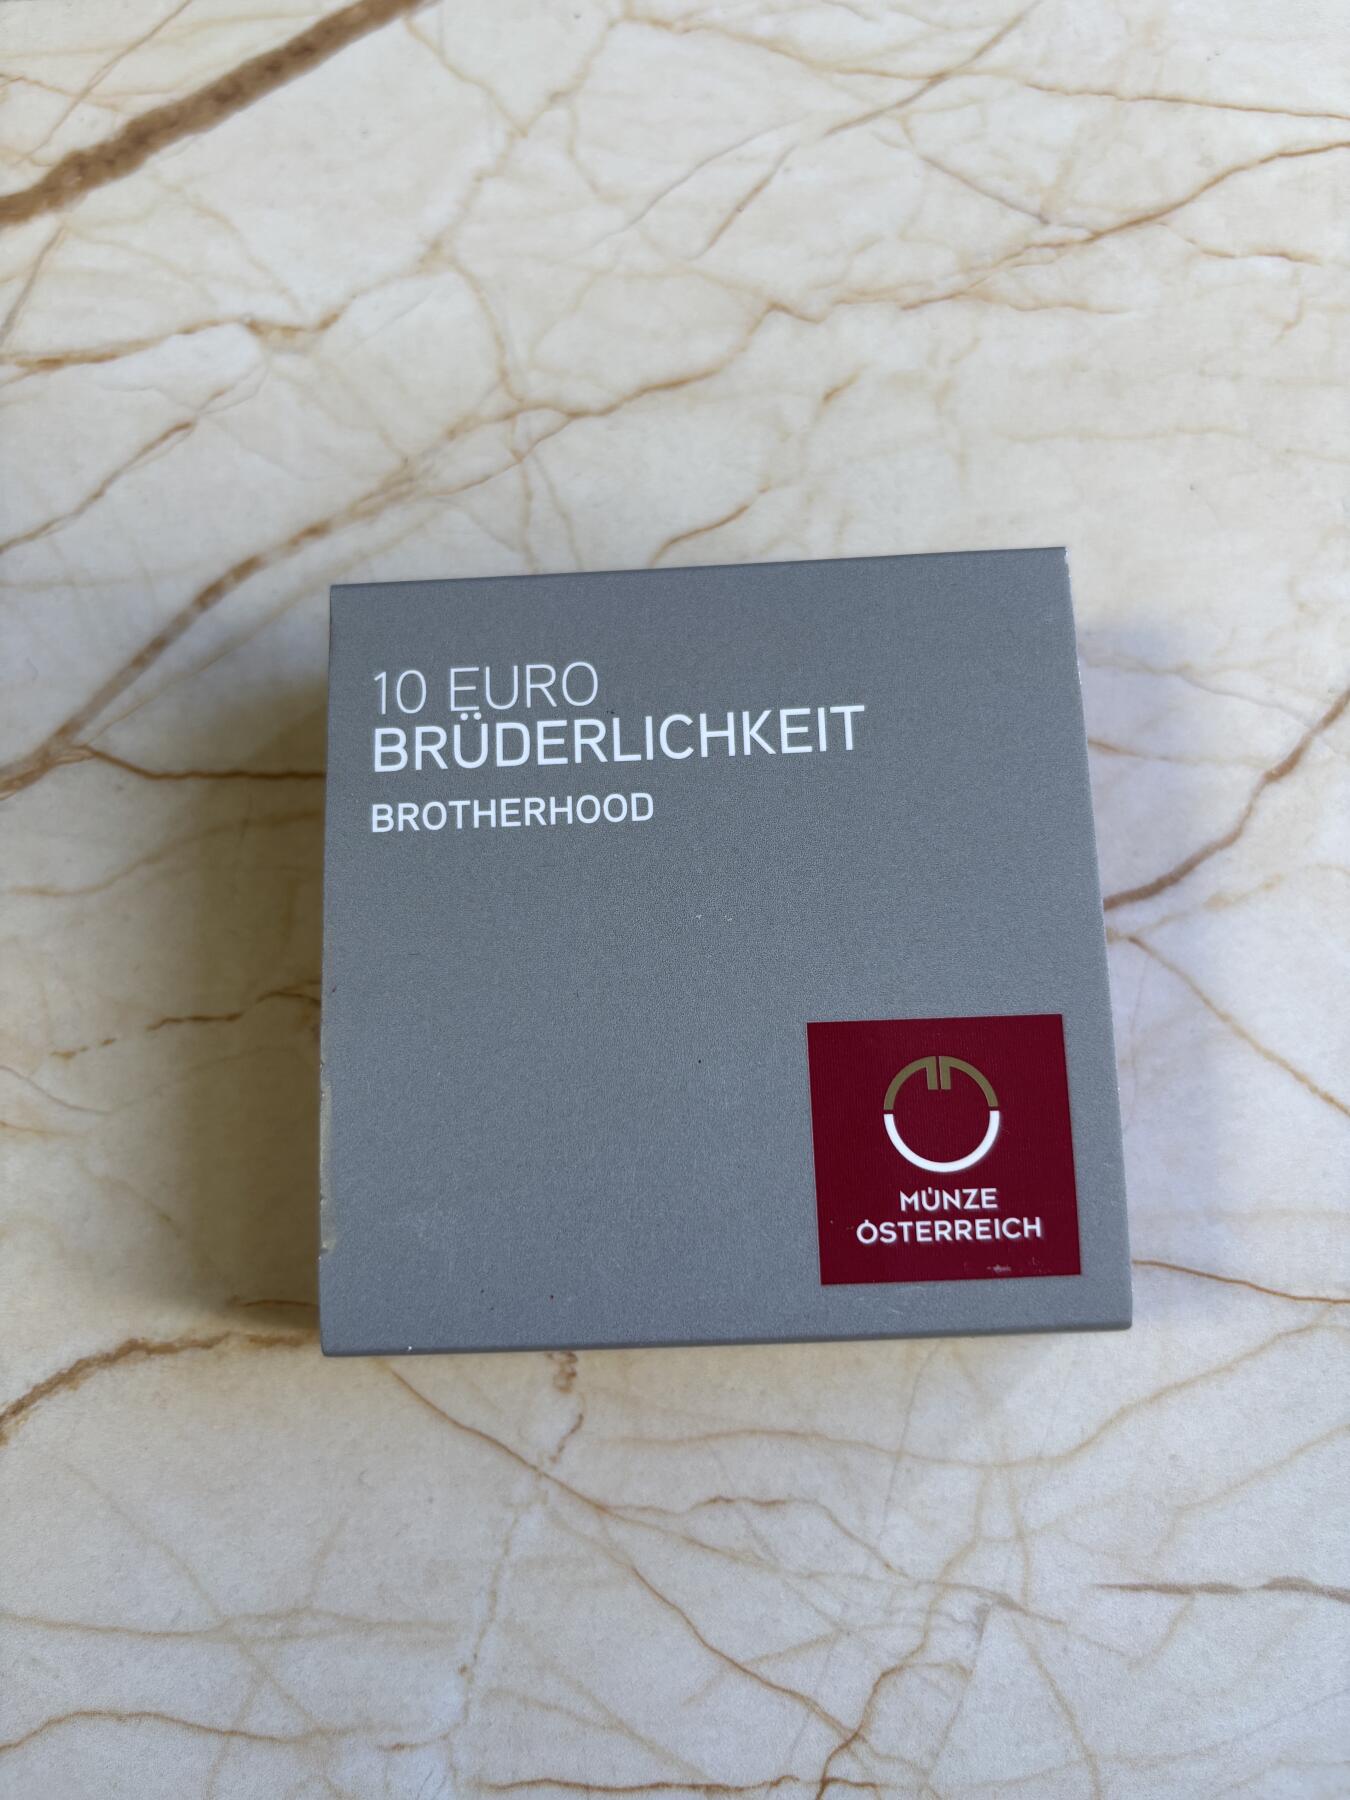 10 EURO
BRÜDERLICHKEIT
BROTHERHOOD
MÜNZE
ÖSTERREICH